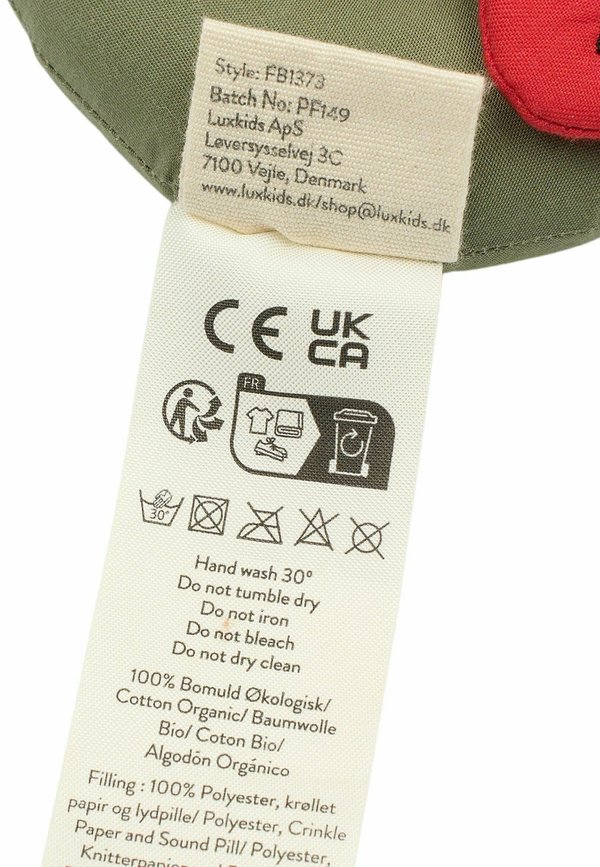 Style: FB1373
Batch No: PF149
Luxkids ApS
Løversysselvej 3C
7100 Vejle, Denmark
www.luxkids.dk/shop@luxkids.dk
CE
UK
CA
FR
30°
Hand wash 30°
Do not tumble dry
Do not iron
Do not bleach
Do not dry clean
100% Bomuld Økologisk/
Cotton Organic/ Baumwolle
Bio/ Coton Bio/
Algodón Orgánico
Filling : 100% Polyester, krøllet
papir og lydpille/ Polyester, Crinkle
Paper and Sound Pill/ Polyester,